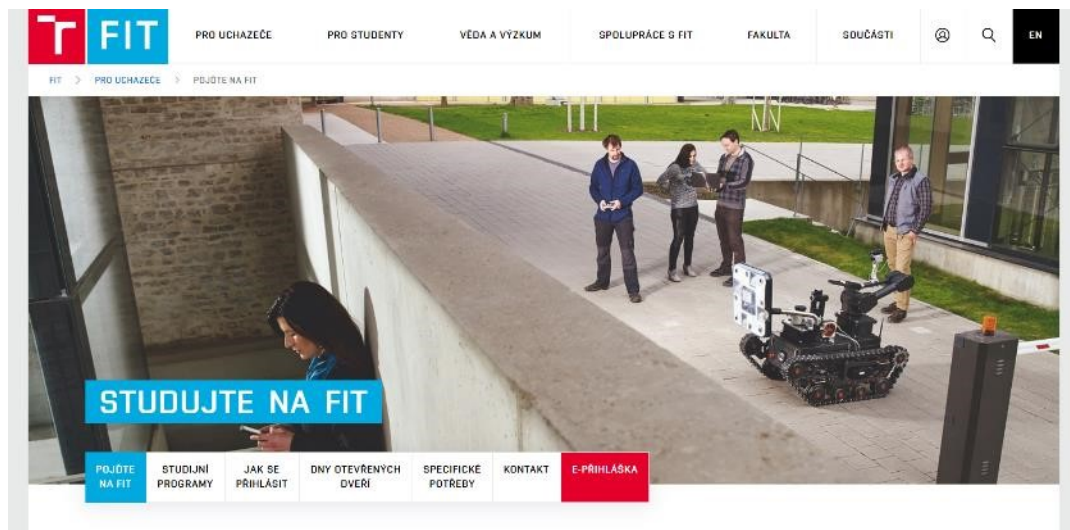 T FIT
PRO UCHAZEČE
PRO STUDENTY
VĚDA A VÝZKUM
SPOLUPRÁCE S FIT
FAKULTA
SOUČÁSTI
EN
FIT > PRO UCHAZEČE > POJĎTE NA FIT
STUDUJTE NA FIT
POJĎTE
NA FIT
STUDIJNÍ
PROGRAMY
JAK SE
PŘIHLÁSIT
DNY OTEVŘENÝCH
DVEŘÍ
SPECIFICKÉ
POTŘEBY
KONTAKT
E-PŘIHLÁŠKA